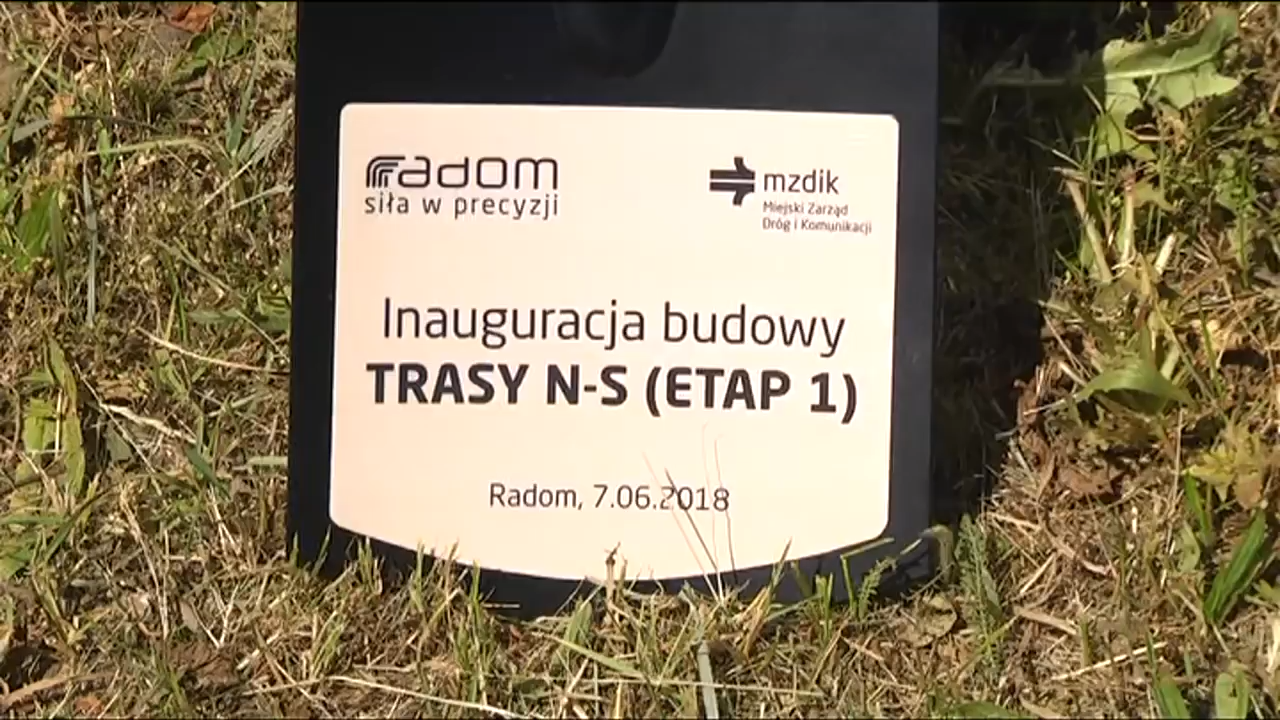 radom
siła w precyzji
mzdik
Miejski Zarząd
Dróg i Komunikacji
Inauguracja budowy
TRASY N-S (ETAP 1)
Radom, 7.06.2018